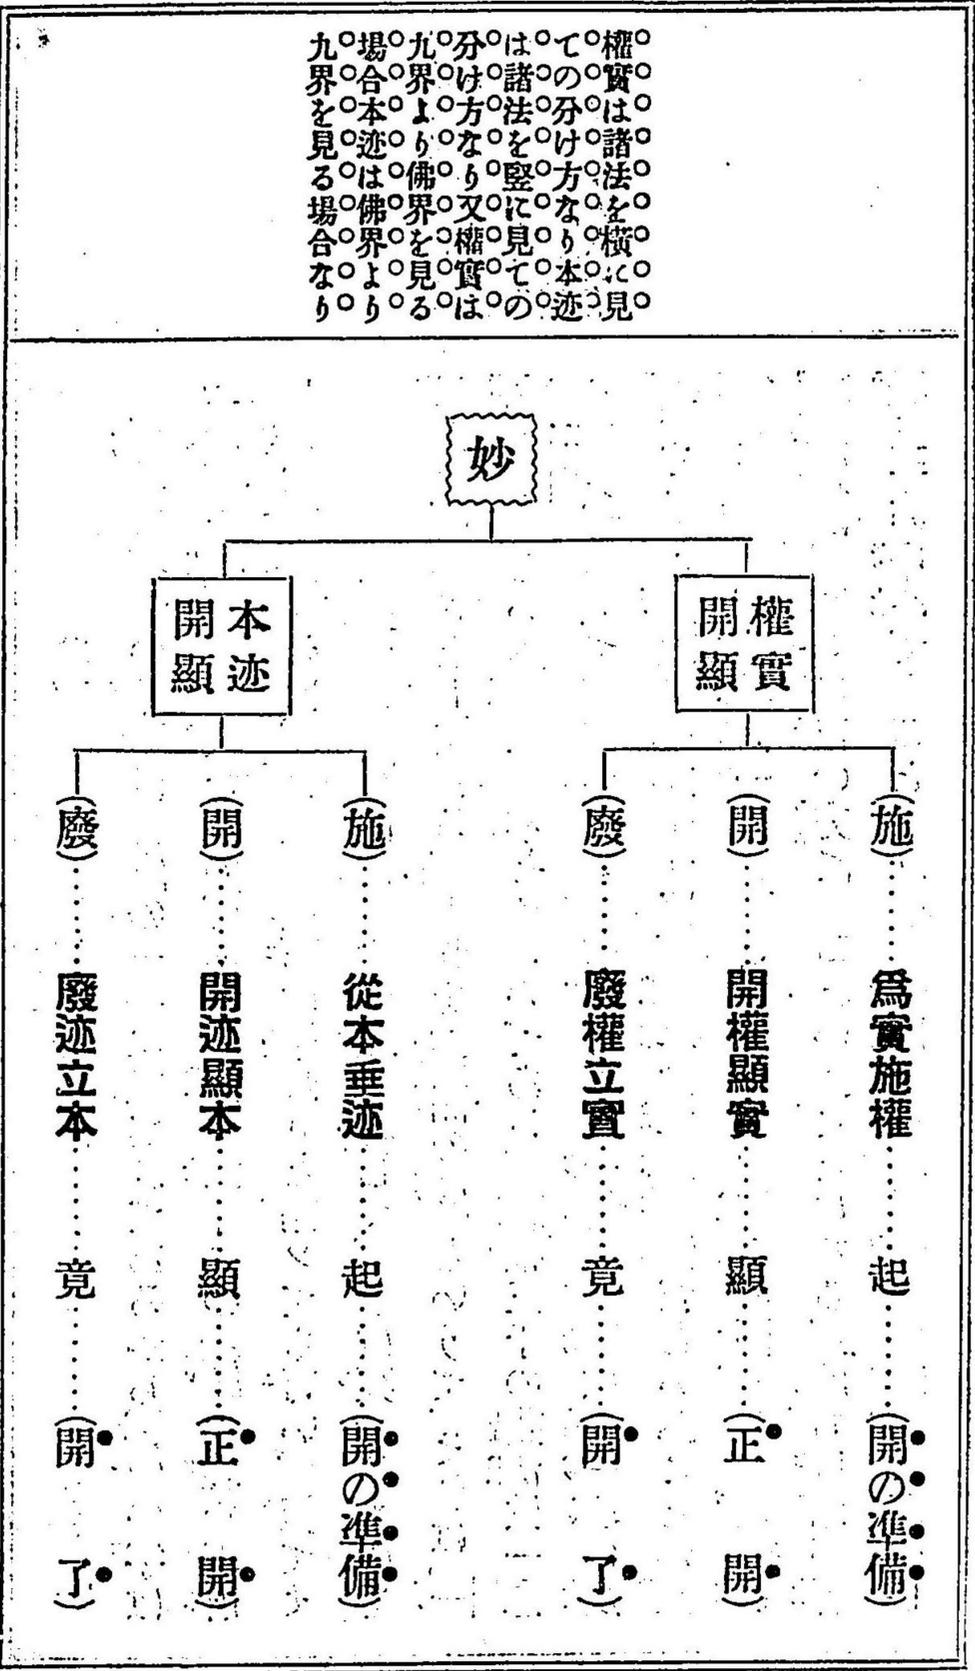 權實は諸法を橫に見
ての分け方なり本迹
は諸法を竪に見ての
分け方なり又權實は
九界より佛界を見る
場合本迹は佛界より
九界を見る場合なり
妙
權實
開顯
本迹
開顯
(施)……爲實施權……起……(開の準備)
(開)……開權顯實……顯……(正開)
(廢)……廢權立實……竟……(開了)
(施)……從本垂迹……起……(開の準備)
(開)……開迹顯本……顯……(正開)
(廢)……廢迹立本……竟……(開了)